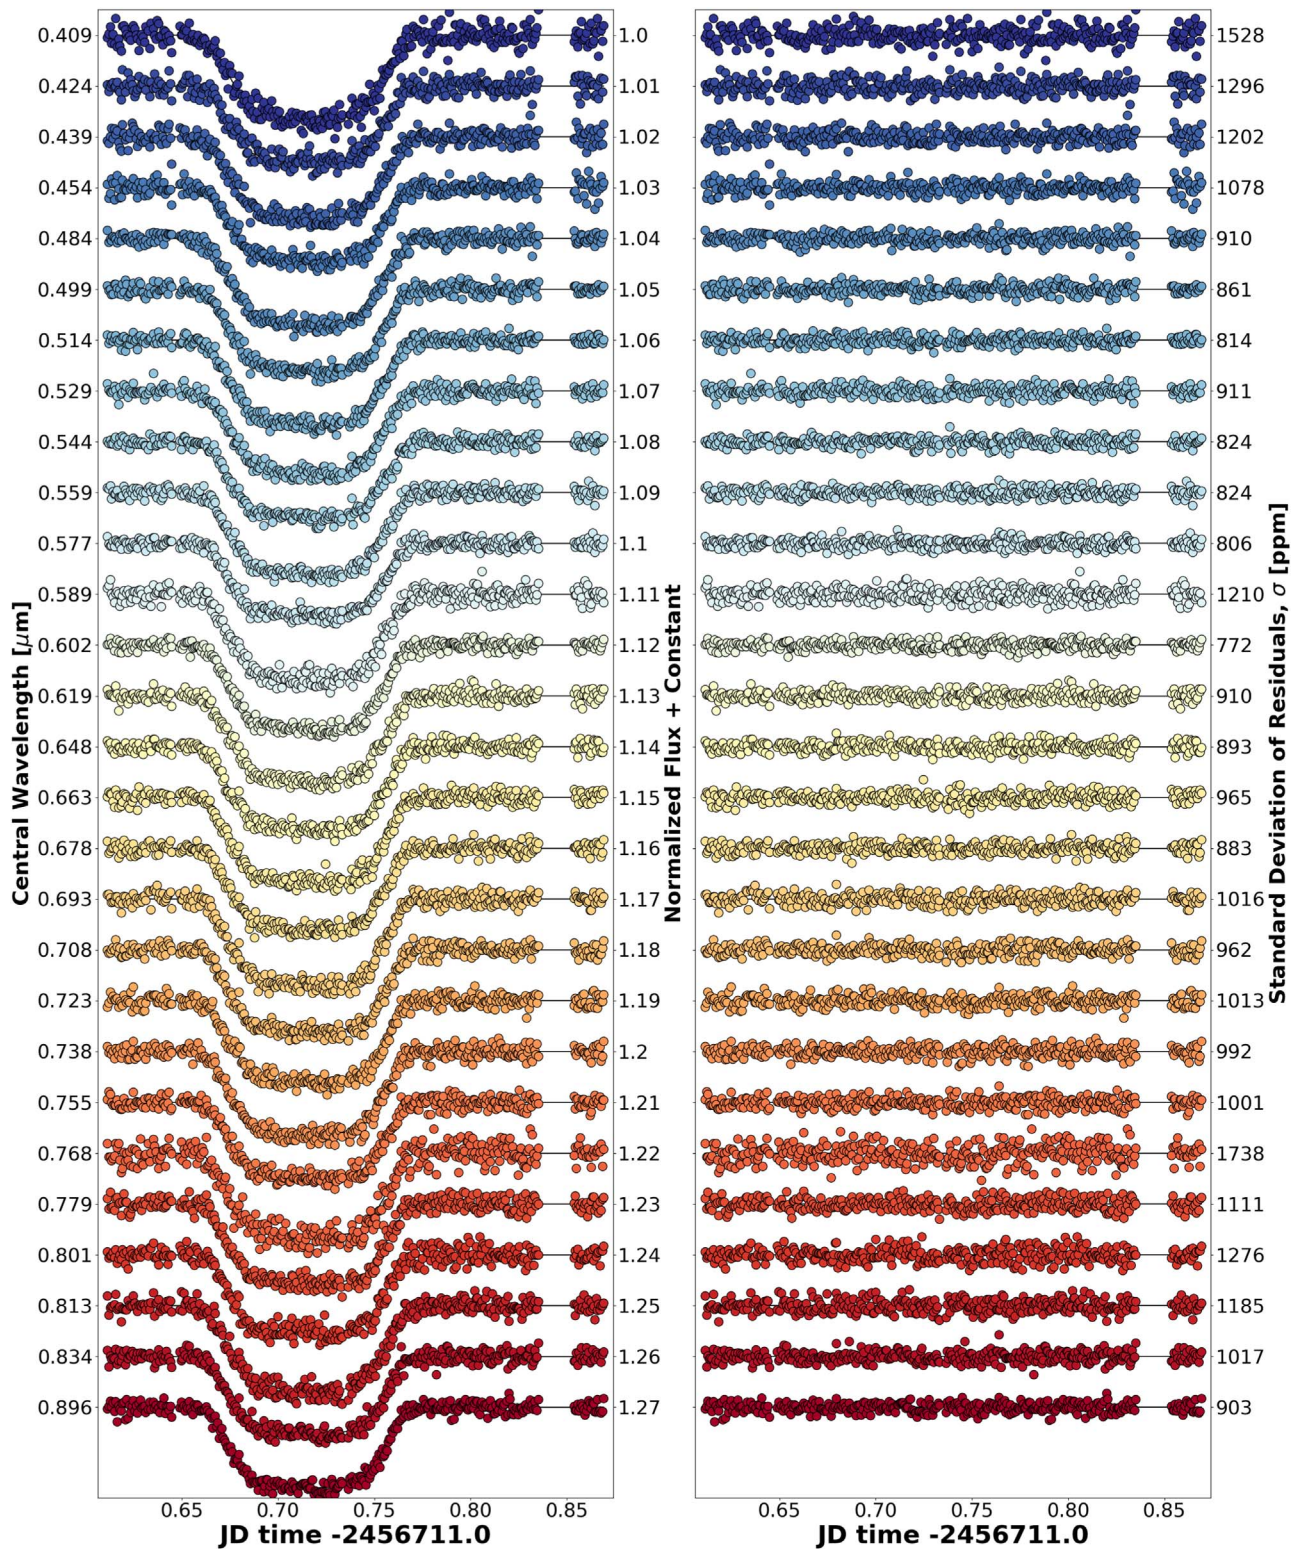 0.409 1.0 1528
0.424 1.01 1296
0.439 1.02 1202
0.454 1.03 1078
0.484 1.04 910
0.499 1.05 861
0.514 1.06 814
0.529 1.07 911
0.544 1.08 824
0.559 1.09 824
0.577 1.1 806
0.589 1.11 1210
0.602 1.12 772
0.619 1.13 910
0.648 1.14 893
0.663 1.15 965
0.678 1.16 883
0.693 1.17 1016
0.708 1.18 962
0.723 1.19 1013
0.738 1.2 992
0.755 1.21 1001
0.768 1.22 1738
0.779 1.23 1111
0.801 1.24 1276
0.813 1.25 1185
0.834 1.26 1017
0.896 1.27 903
Central Wavelength [μm]
Normalized Flux + Constant
Standard Deviation of Residuals, σ [ppm]
0.65 0.70 0.75 0.80 0.85 0.65 0.70 0.75 0.80 0.85
JD time -2456711.0 JD time -2456711.0